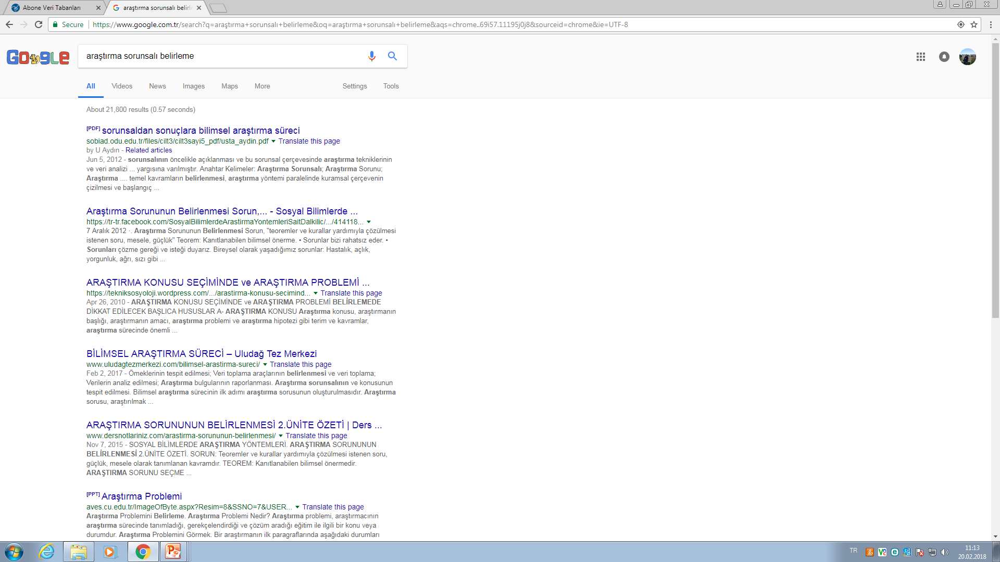 Abone Veri Tabanları
araştırma sorunsalı belirle
Secure
https://www.google.com.tr/search?q=araştırma+sorunsalı+belirleme&oq=araştırma+sorunsalı+belirleme&aqs=chrome..69i57.11195j0j8&sourceid=chrome&ie=UTF-8
Google
araştırma sorunsalı belirleme
All Videos News Images Maps More Settings Tools
About 21,800 results (0.57 seconds)
[PDF] sorunsaldan sonuçlara bilimsel araştırma süreci
sobiad.odu.edu.tr/files/cilt3/cilt3sayi5_pdf/usta_aydin.pdf Translate this page
by U Aydın - Related articles
Jun 5, 2012 - sorunsalının öncelikle açıklanması ve bu sorunsal çerçevesinde araştırma tekniklerinin
ve veri analizi ... yargısına varılmıştır. Anahtar Kelimeler: Araştırma Sorunsalı; Araştırma Sorunu;
Araştırma .... temel kavramların belirlenmesi, araştırma yöntemi paralelinde kuramsal çerçevenin
çizilmesi ve başlangıç ...
Araştırma Sorununun Belirlenmesi Sorun,... - Sosyal Bilimlerde ...
https://tr-tr.facebook.com/SosyalBilimlerdeArastirmaYontemleriSaitDalkilic/.../414118...
7 Aralık 2012 ·. Araştırma Sorununun Belirlenmesi Sorun, "teoremler ve kurallar yardımıyla çözülmesi
istenen soru, mesele, güçlük" Teorem: Kanıtlanabilen bilimsel önerme. • Sorunlar bizi rahatsız eder. •
Sorunları çözme gereği ve isteği duyarız. Bireysel olarak yaşadığımız sorunlar: Hastalık, açlık,
yorgunluk, ağrı, sızı gibi ...
ARAŞTIRMA KONUSU SEÇİMİNDE ve ARAŞTIRMA PROBLEMİ ...
https://tekniksosyoloji.wordpress.com/.../arastirma-konusu-secimind... Translate this page
Apr 26, 2010 - ARAŞTIRMA KONUSU SEÇİMİNDE ve ARAŞTIRMA PROBLEMİ BELİRLEMEDE
DİKKAT EDİLECEK BAŞLICA HUSUSLAR A- ARAŞTIRMA KONUSU Araştırma konusu, araştırmanın
başlığı, araştırmanın amacı, araştırma problemi ve araştırma hipotezi gibi terim ve kavramlar,
araştırma sürecinde önemli ...
BİLİMSEL ARAŞTIRMA SÜRECİ – Uludağ Tez Merkezi
www.uludagtezmerkezi.com/bilimsel-arastirma-sureci/ Translate this page
Feb 2, 2017 - Örneklerinin tespit edilmesi; Veri toplama araçlarının belirlenmesi ve veri toplama;
Verilerin analiz edilmesi; Araştırma bulgularının raporlanması. Araştırma sorunsalının ve konusunun
tespit edilmesi. Bilimsel araştırma sürecinin ilk adımı araştırma sorusunun oluşturulmasıdır. Araştırma
sorusu, araştırılmak ...
ARAŞTIRMA SORUNUNUN BELİRLENMESİ 2.ÜNİTE ÖZETİ | Ders ...
www.dersnotlariniz.com/arastirma-sorununun-belirlenmesi/ Translate this page
Nov 7, 2015 - SOSYAL BİLİMLERDE ARAŞTIRMA YÖNTEMLERİ. ARAŞTIRMA SORUNUNUN
BELİRLENMESİ 2.ÜNİTE ÖZETİ. SORUN: Teoremler ve kurallar yardımıyla çözülmesi istenen soru,
güçlük, mesele olarak tanımlanan kavramdır. TEOREM: Kanıtlanabilen bilimsel önermedir.
ARAŞTIRMA SORUNU SEÇME ...
[PPT] Araştırma Problemi
aves.cu.edu.tr/ImageOfByte.aspx?Resim=8&SSNO=7&USER... Translate this page
Araştırma Problemini Belirleme. Araştırma Problemi Nedir? Araştırma problemi, araştırmacının
araştırma sürecinde tanımladığı, gerekçelendirdiği ve çözüm aradığı eğitim ile ilgili bir konu veya
durumdur. Araştırma Problemini Görmek. Bir araştırmanın ilk paragraflarında aşağıdaki durumları
TR
11:13
20.02.2018